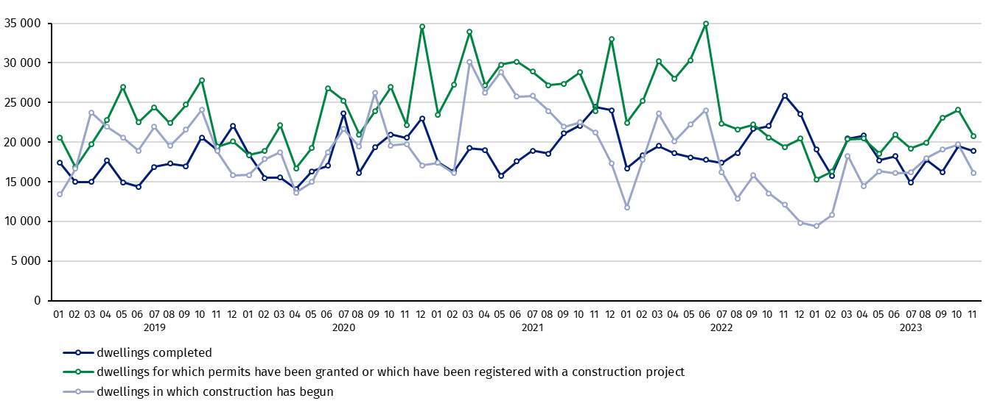 35 000
30 000
25 000
20 000
15 000
10 000
5 000
0
01 02 03 04 05 06 07 08 09 10 11 12 01 02 03 04 05 06 07 08 09 10 11 12 01 02 03 04 05 06 07 08 09 10 11 12 01 02 03 04 05 06 07 08 09 10 11 12 01 02 03 04 05 06 07 08 09 10 11
2019 2020 2021 2022 2023
dwellings completed
dwellings for which permits have been granted or which have been registered with a construction project
dwellings in which construction has begun